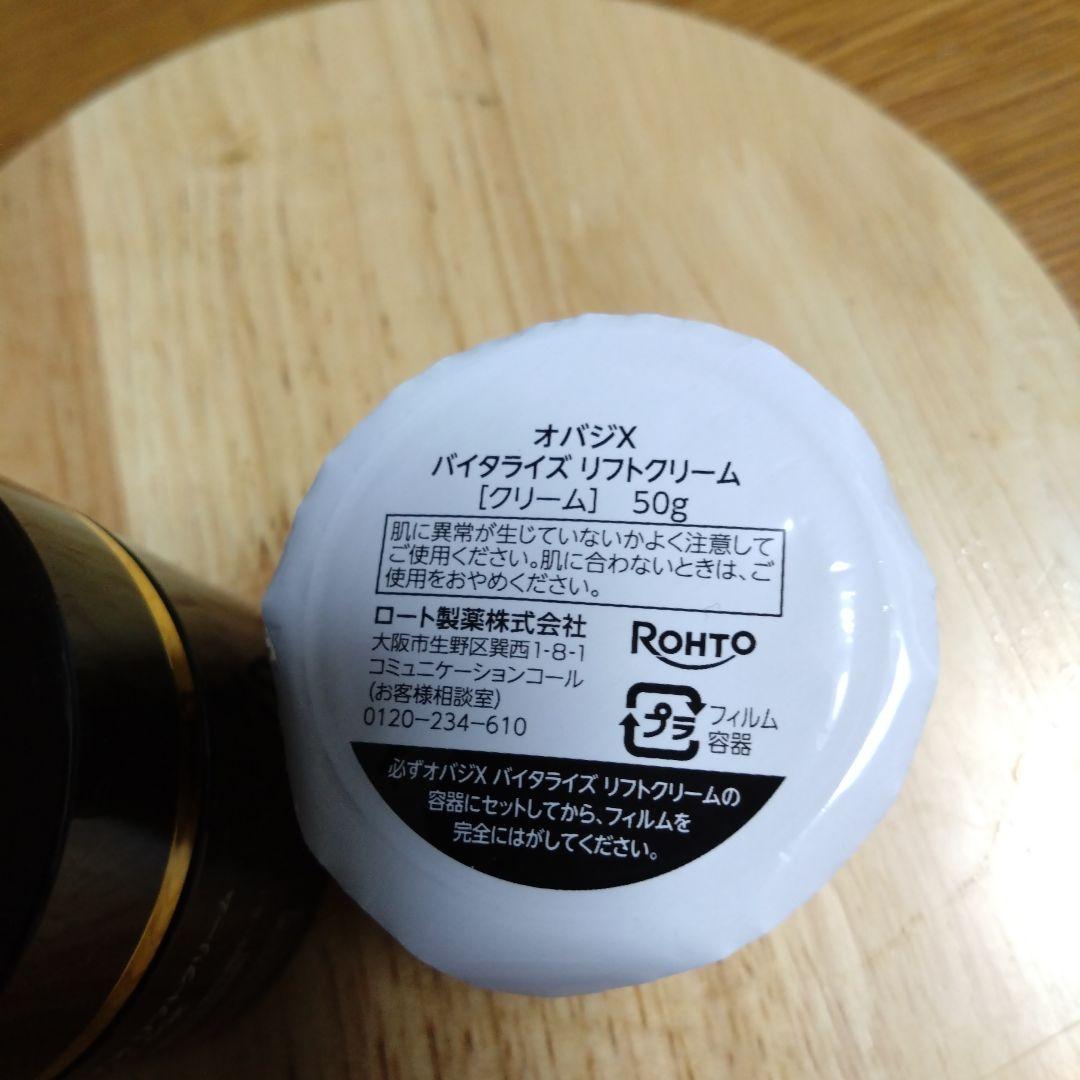 オバジX
バイタライズ リフトクリーム
[クリーム] 50g
肌に異常が生じていないかよく注意して
ご使用ください。肌に合わないときは、ご
使用をおやめください。
ロート製薬株式会社
大阪市生野区巽西1-8-1
コミュニケーションコール
(お客様相談室)
0120-234-610
ROHTO
プラ
フィルム
容器
必ずオバジX バイタライズ リフトクリームの
容器にセットしてから、フィルムを
完全にはがしてください。